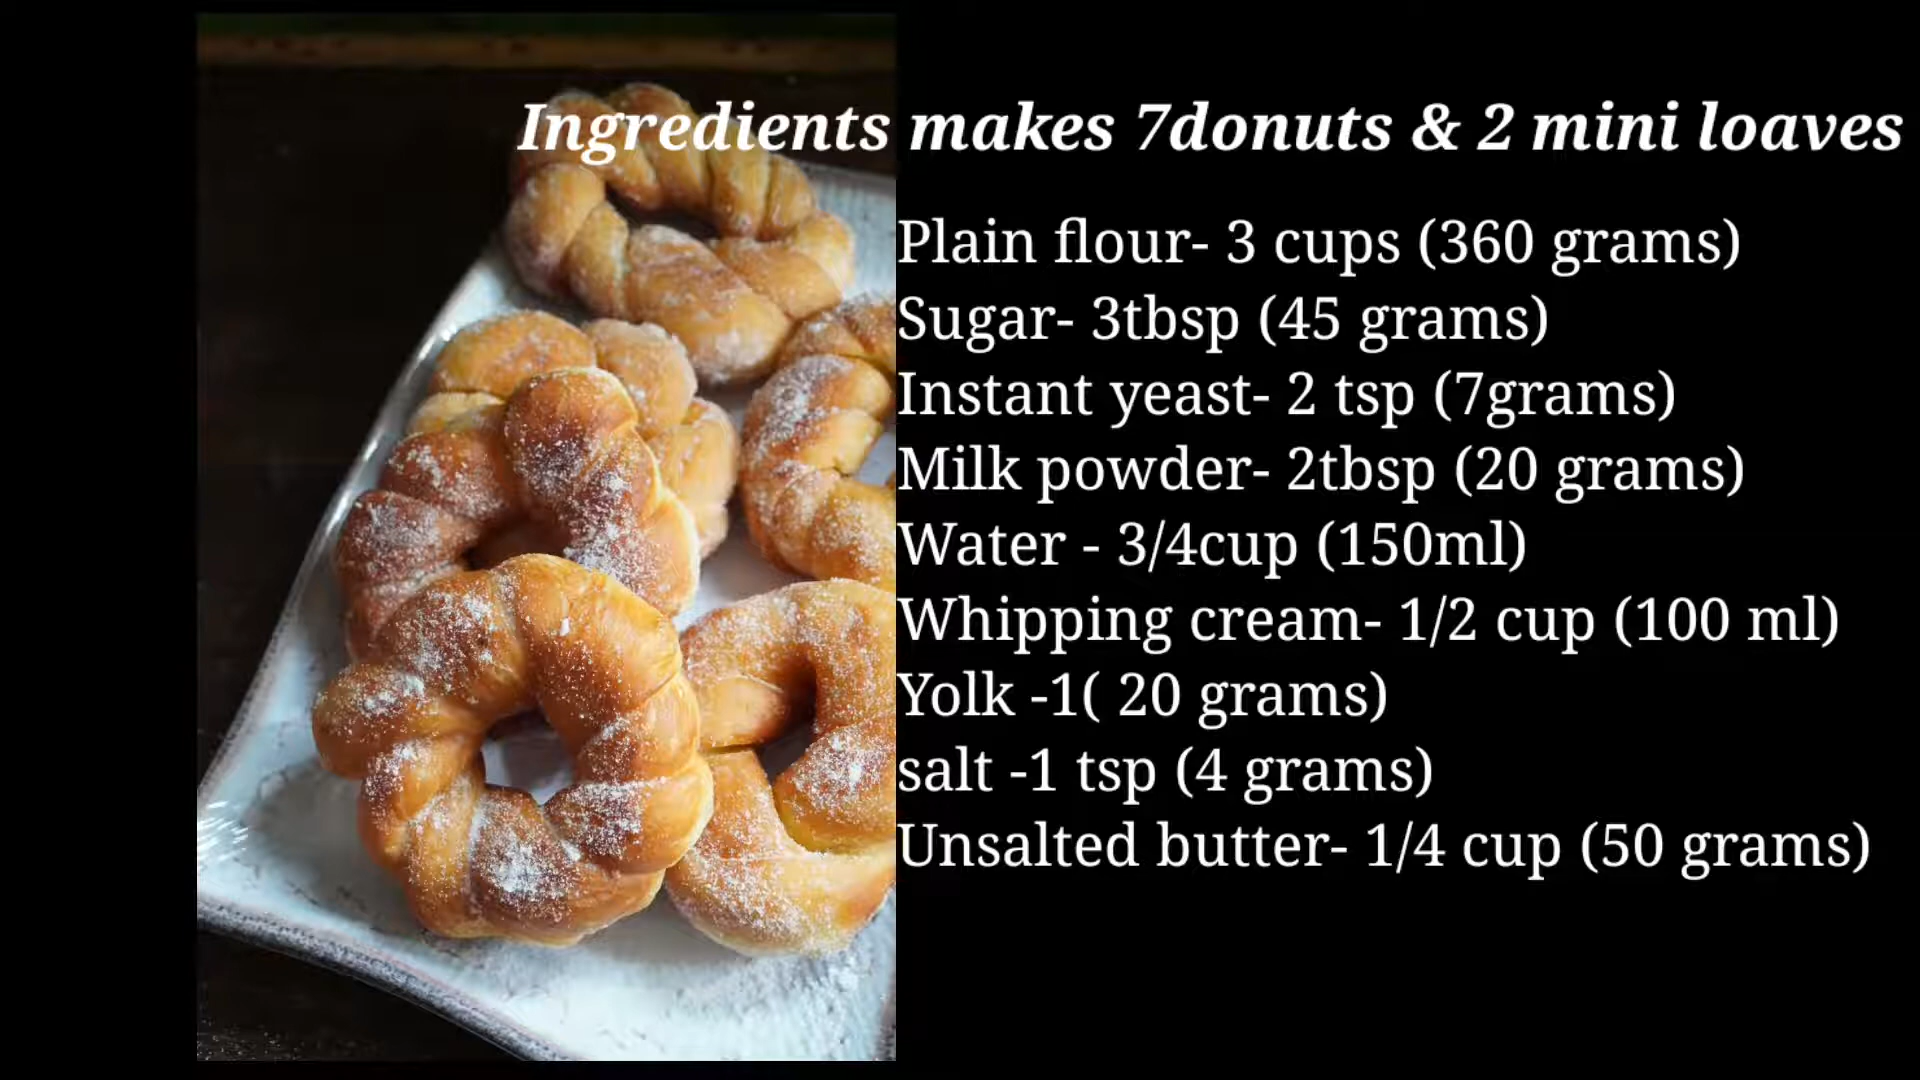 Ingredients makes 7donuts & 2 mini loaves
Plain flour- 3 cups (360 grams)
Sugar- 3tbsp (45 grams)
Instant yeast- 2 tsp (7grams)
Milk powder- 2tbsp (20 grams)
Water - 3/4cup (150ml)
Whipping cream- 1/2 cup (100 ml)
Yolk -1( 20 grams)
salt -1 tsp (4 grams)
Unsalted butter- 1/4 cup (50 grams)